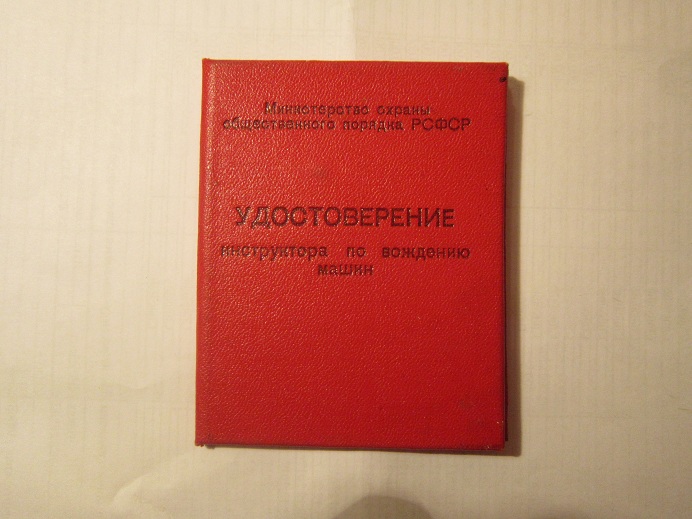 Министерство охраны
общественного порядка РСФСР
УДОСТОВЕРЕНИЕ
инструктора по вождению
машин